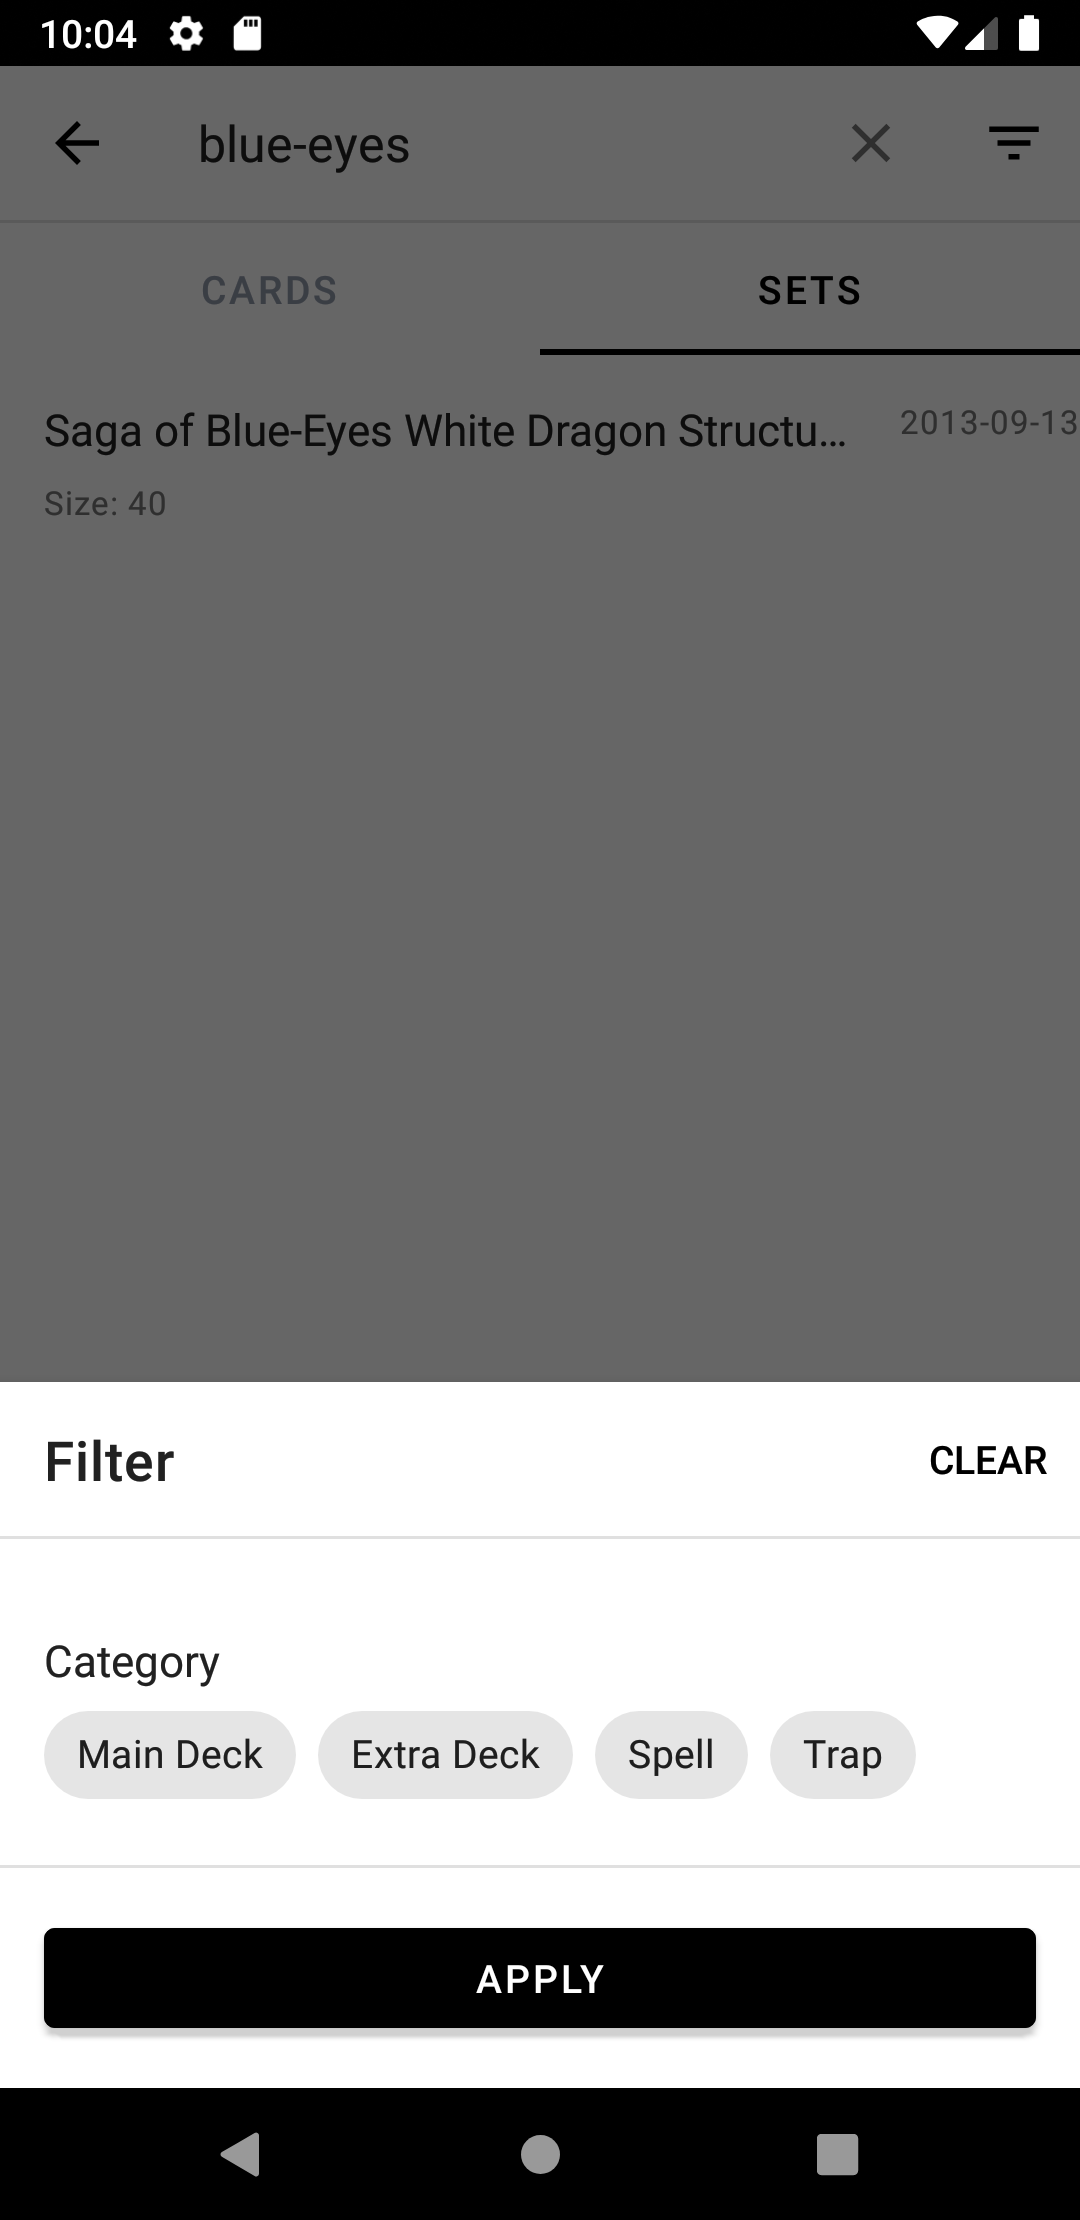 10:04
blue-eyes
CARDS
SETS
Saga of Blue-Eyes White Dragon Structu...
2013-09-13
Size: 40
Filter
CLEAR
Category
Main Deck
Extra Deck
Spell
Trap
APPLY